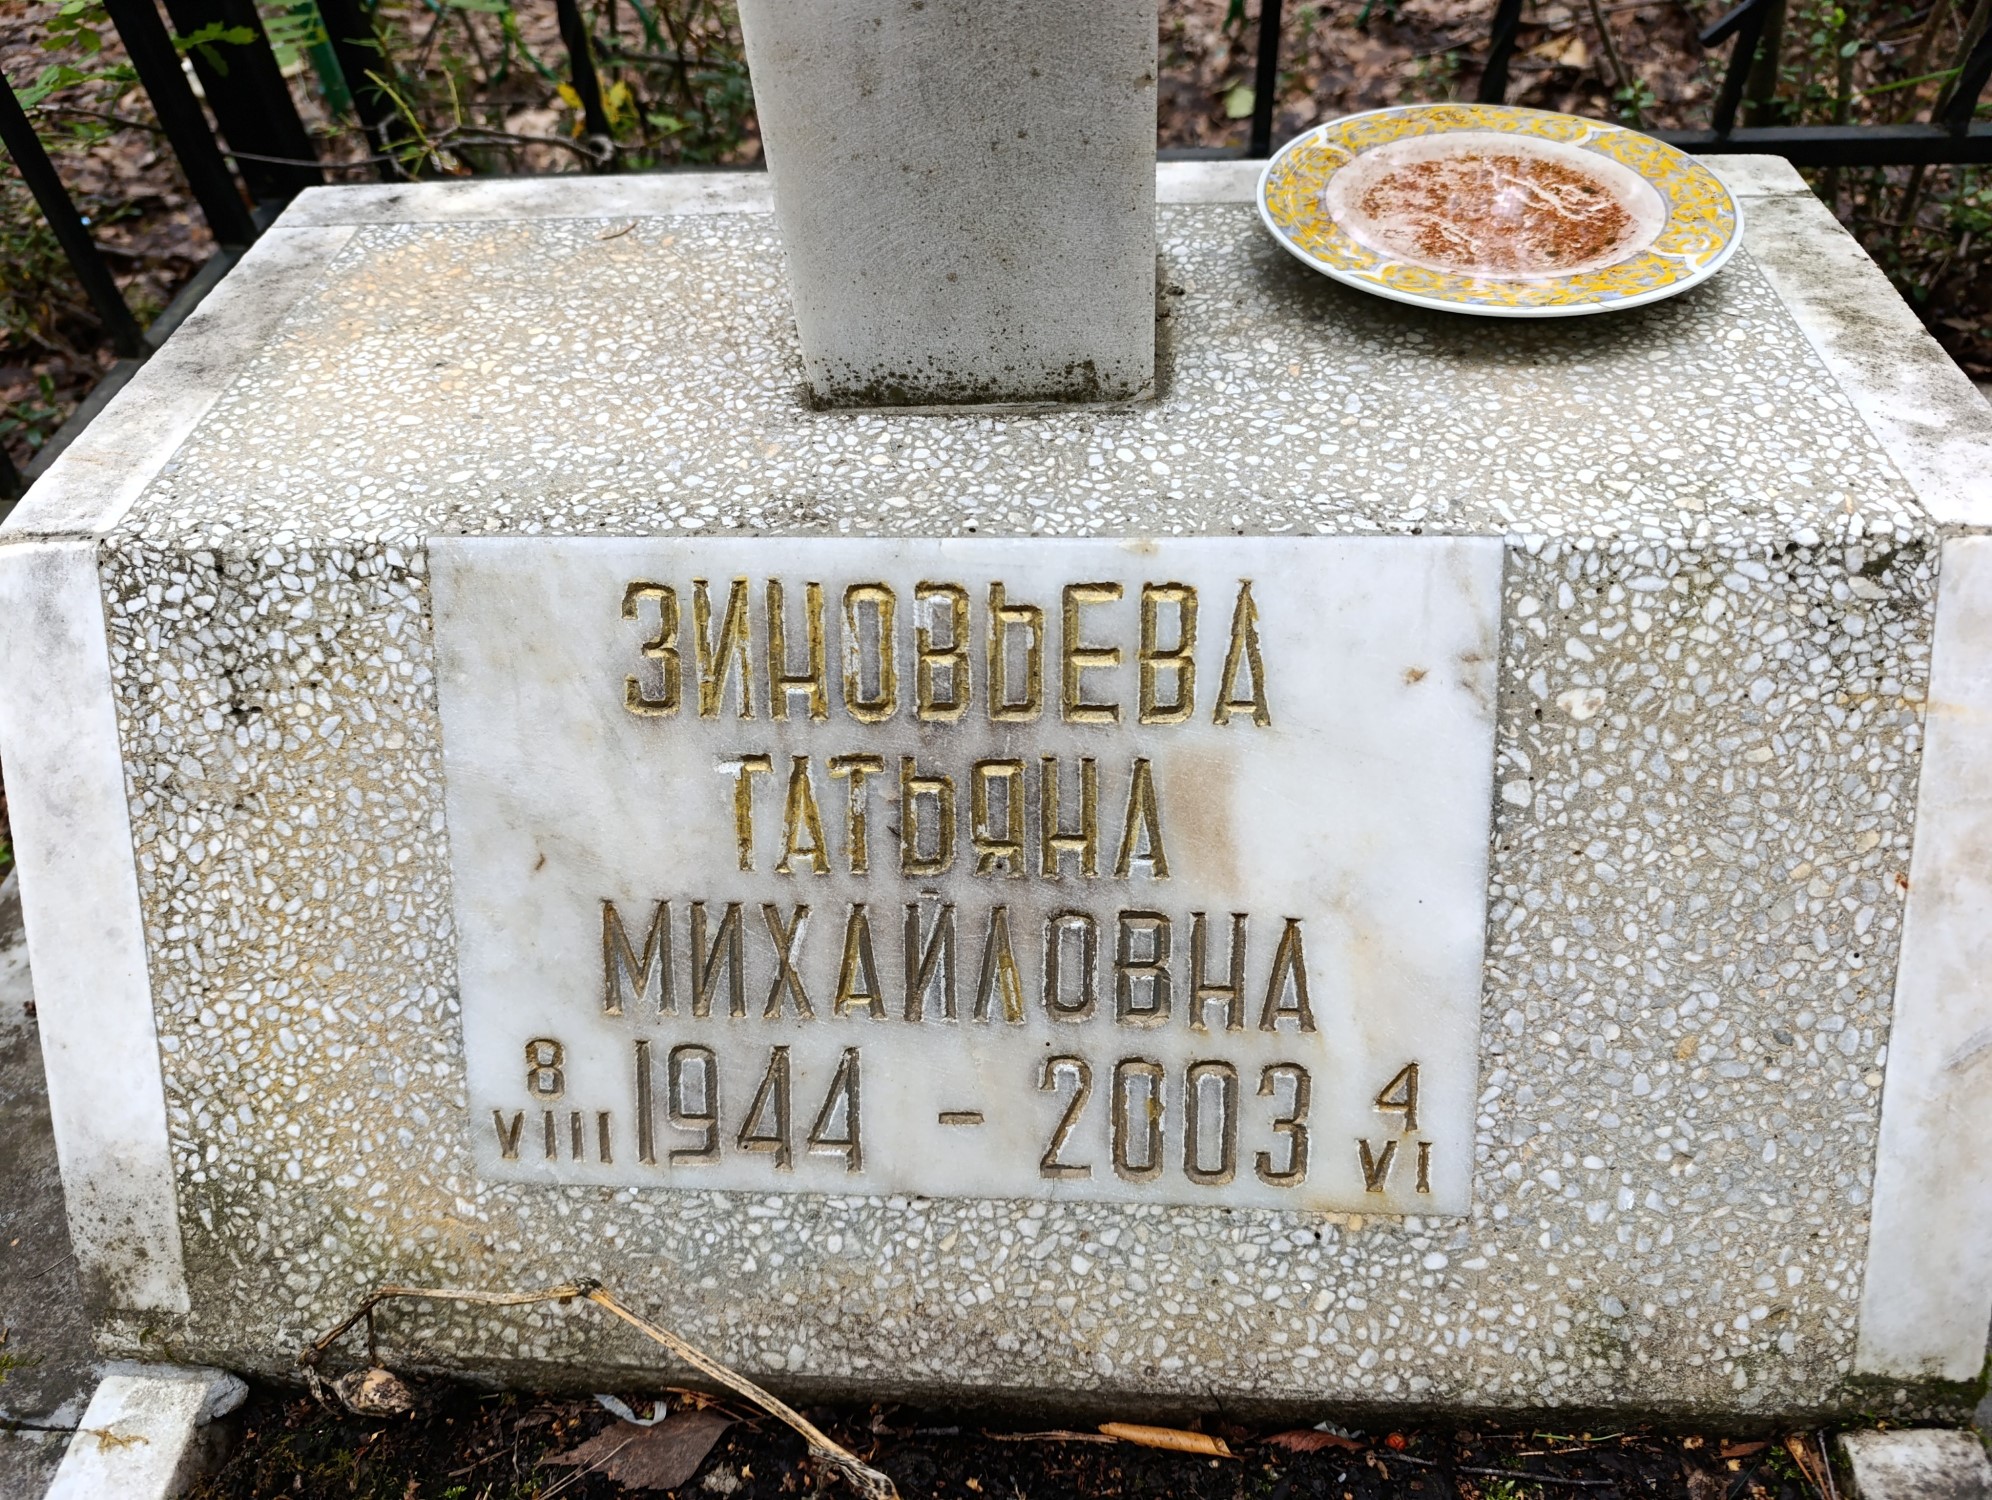 ЗИНОВЬЕВА
ТАТЬЯНА
МИХАЙЛОВНА
8 VIII 1944 - 2003 4 VI